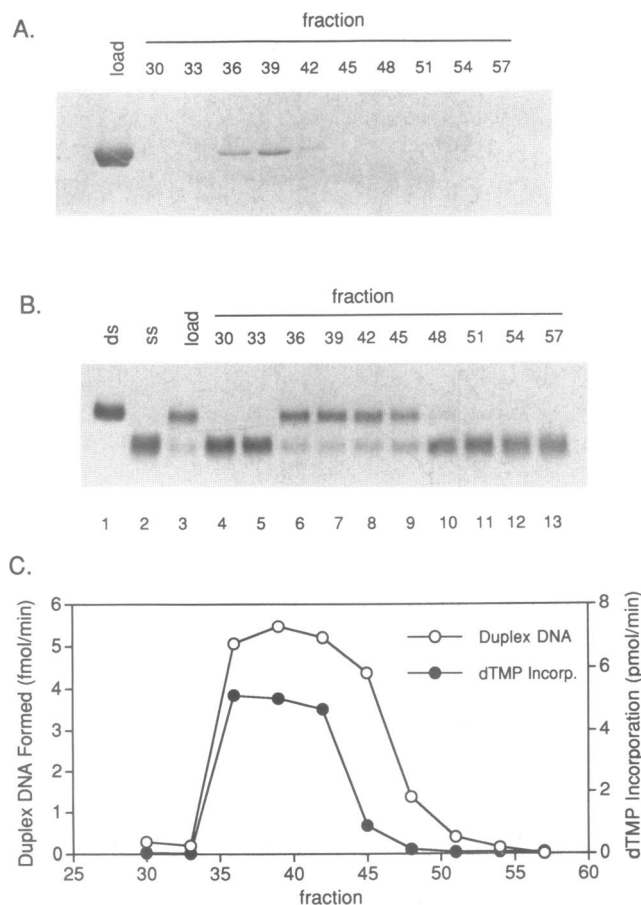 A.
fraction
load 30 33 36 39 42 45 48 51 54 57
B.
fraction
ds ss load 30 33 36 39 42 45 48 51 54 57
1 2 3 4 5 6 7 8 9 10 11 12 13
C.
Duplex DNA Formed (fmol/min)
6
5
4
3
2
1
0
Duplex DNA
dTMP Incorp.
8
6
4
2
0
dTMP Incorporation (pmol/min)
25 30 35 40 45 50 55 60
fraction